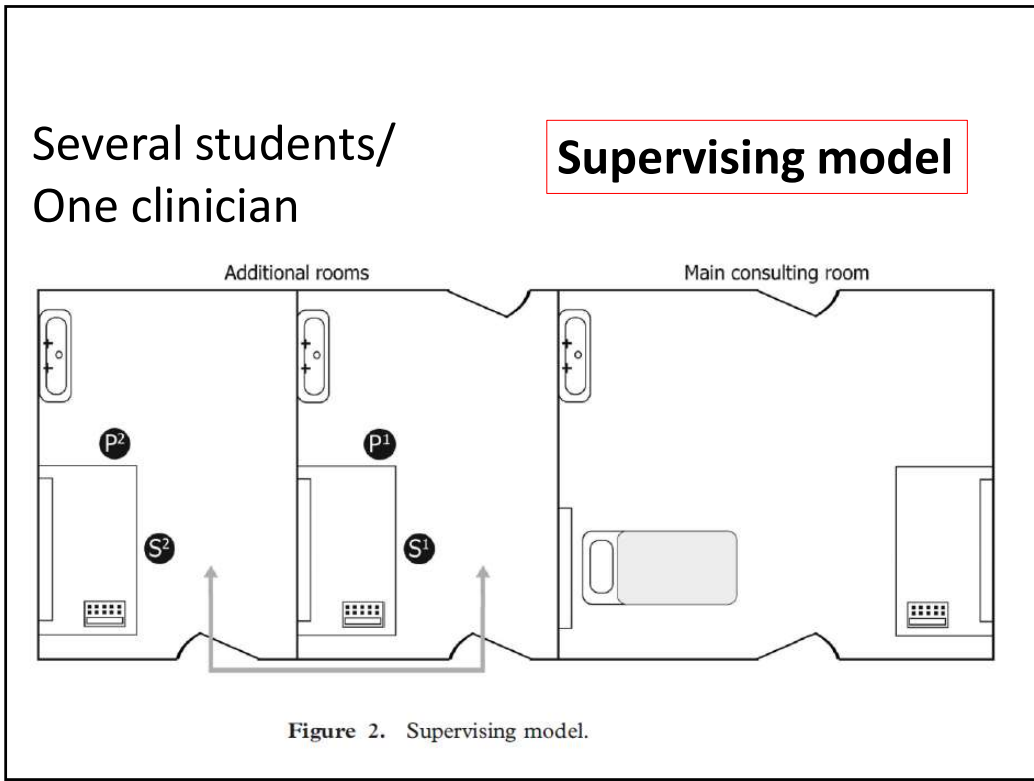 Several students/
One clinician
Supervising model
Additional rooms
Main consulting room
P²
P¹
S²
S¹
Figure 2. Supervising model.